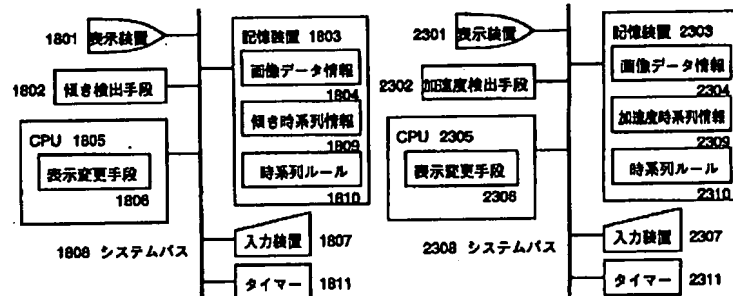 1801 表示装置
1802 傾き検出手段
CPU 1805
表示変更手段
1806
1808 システムバス
記憶装置 1803
画像データ情報
1804
傾き時系列情報
1809
時系列ルール
1810
入力装置 1807
タイマー 1811
2301 表示装置
2302 加速度検出手段
CPU 2305
表示変更手段
2306
2308 システムバス
記憶装置 2303
画像データ情報
2304
加速度時系列情報
2309
時系列ルール
2310
入力装置 2307
タイマー 2311